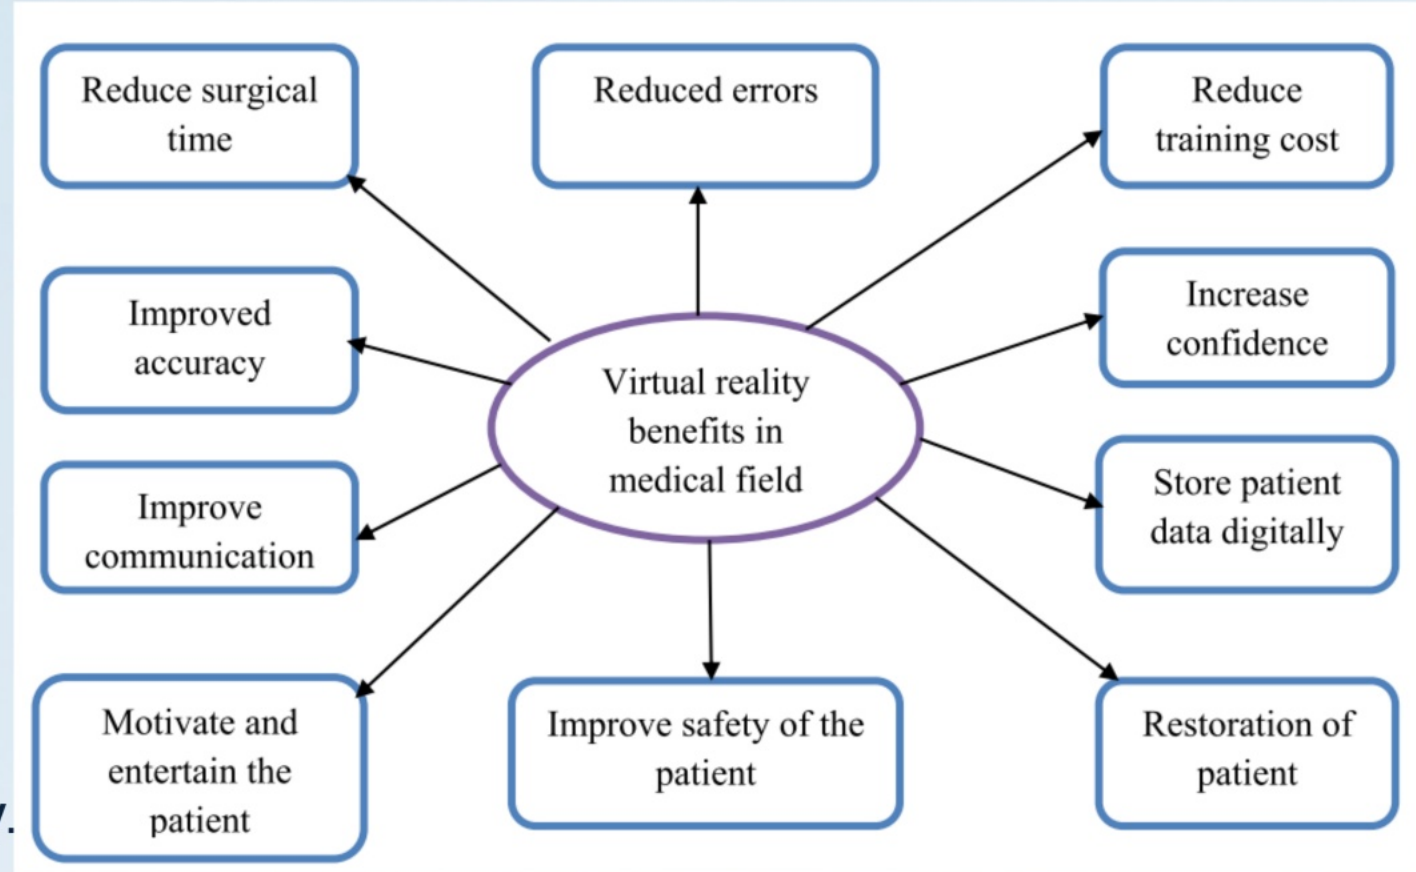 Reduce surgical
time
Reduced errors
Reduce
training cost
Improved
accuracy
Increase
confidence
Virtual reality
benefits in
medical field
Improve
communication
Store patient
data digitally
Motivate and
entertain the
patient
Improve safety of the
patient
Restoration of
patient